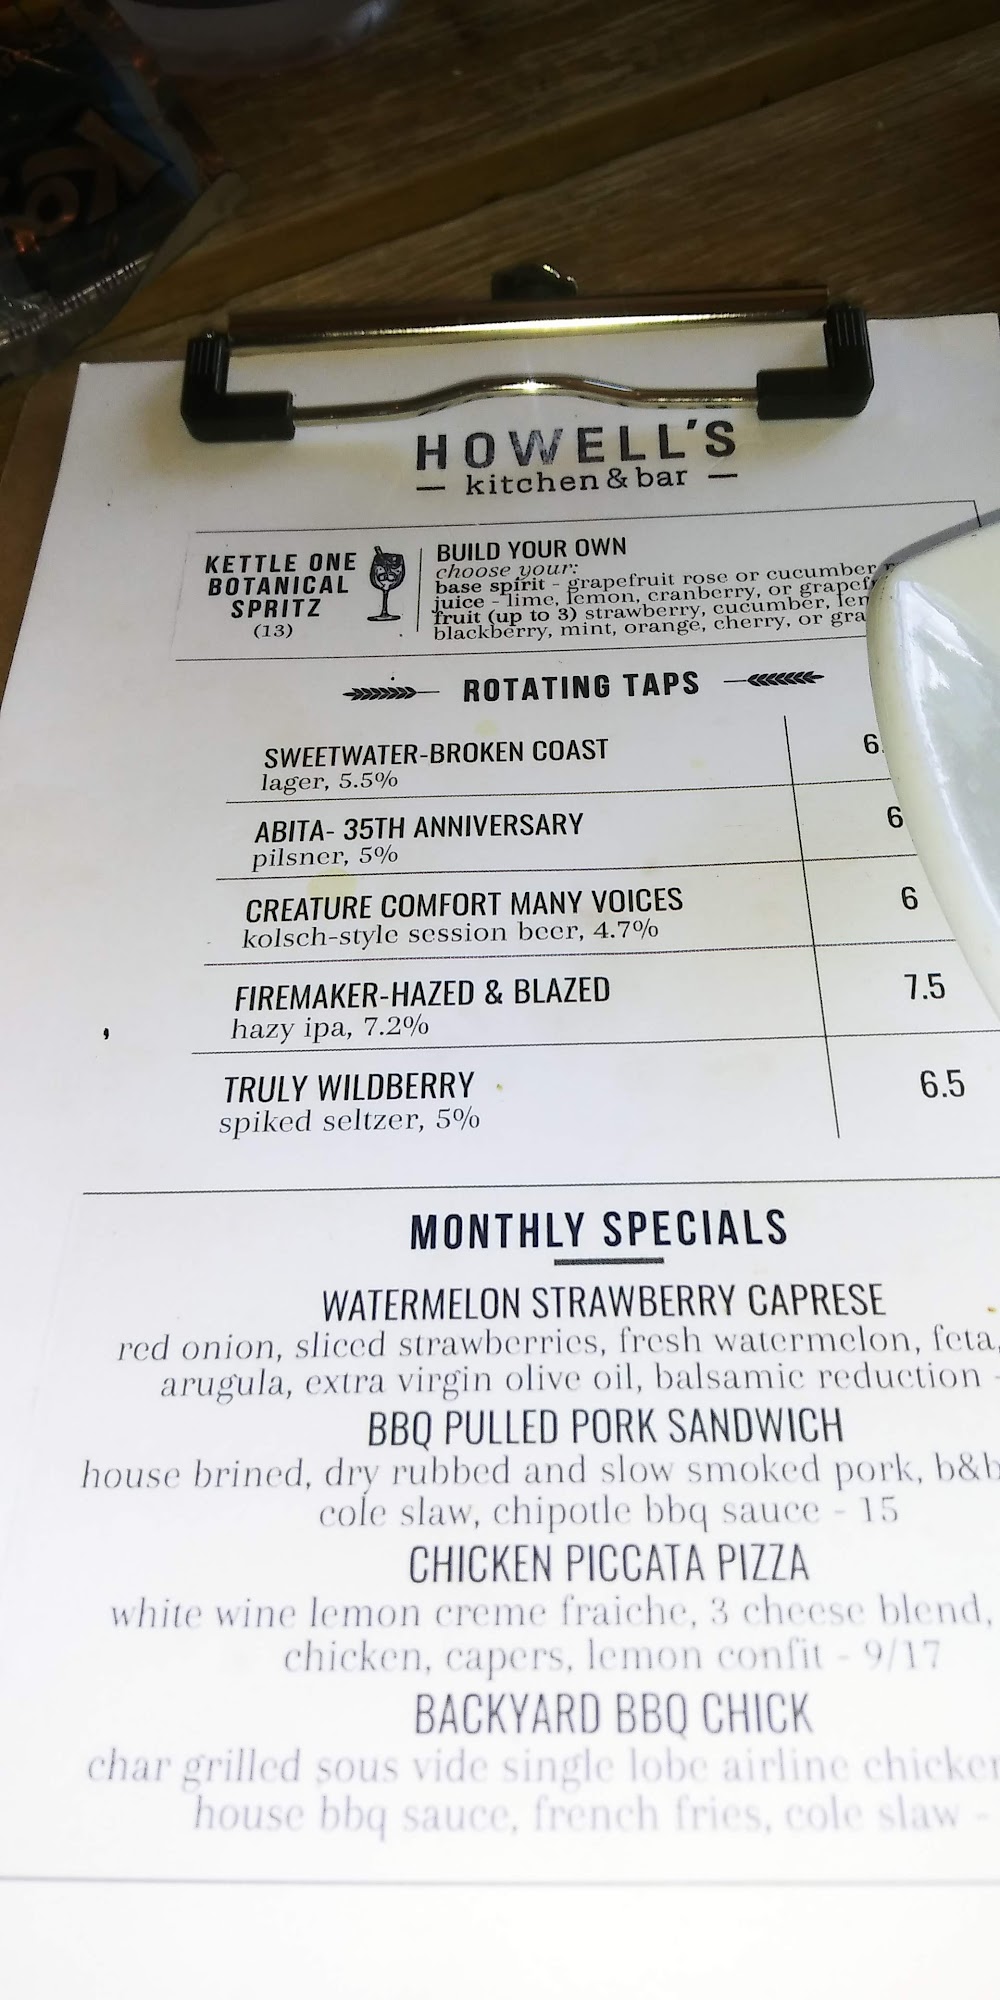 HOWELL'S
kitchen & bar
KETTLE ONE
BOTANICAL
SPRITZ
(13)
BUILD YOUR OWN
choose your:
base spirit - grapefruit rose or cucumber
juice - lime, lemon, cranberry, or
fruit (up to 3) strawberry, cucumber,
blackberry, mint, orange, cherry, or
ROTATING TAPS
SWEETWATER-BROKEN COAST
lager, 5.5%
ABITA- 35TH ANNIVERSARY 6
pilsner, 5%
CREATURE COMFORT MANY VOICES 6
kolsch-style session beer, 4.7%
FIREMAKER-HAZED & BLAZED 7.5
hazy ipa, 7.2%
TRULY WILDBERRY 6.5
spiked seltzer, 5%
MONTHLY SPECIALS
WATERMELON STRAWBERRY CAPRESE
red onion, sliced strawberries, fresh watermelon, feta,
arugula, extra virgin olive oil, balsamic reduction -
BBQ PULLED PORK SANDWICH
house brined, dry rubbed and slow smoked pork, b&b
cole slaw, chipotle bbq sauce - 15
CHICKEN PICCATA PIZZA
white wine lemon creme fraiche, 3 cheese blend,
chicken, capers, lemon confit - 9/17
BACKYARD BBQ CHICK
char grilled sous vide single lobe airline chicken
house bbq sauce, french fries, cole slaw -